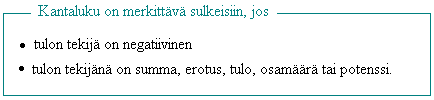 Kantaluku on merkittävä sulkeisiin, jos
• tulon tekijä on negatiivinen
• tulon tekijänä on summa, erotus, tulo, osamäärä tai potenssi.